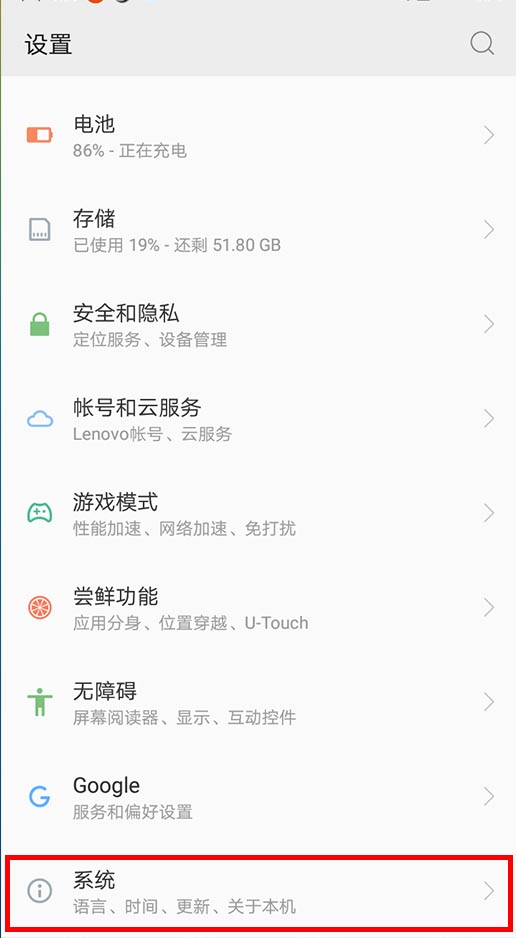 设置
电池
86% - 正在充电
存储
已使用 19% - 还剩 51.80 GB
安全和隐私
定位服务、设备管理
帐号和云服务
Lenovo帐号、云服务
游戏模式
性能加速、网络加速、免打扰
尝鲜功能
应用分身、位置穿越、U-Touch
无障碍
屏幕阅读器、显示、互动控件
Google
服务和偏好设置
系统
语言、时间、更新、关于本机